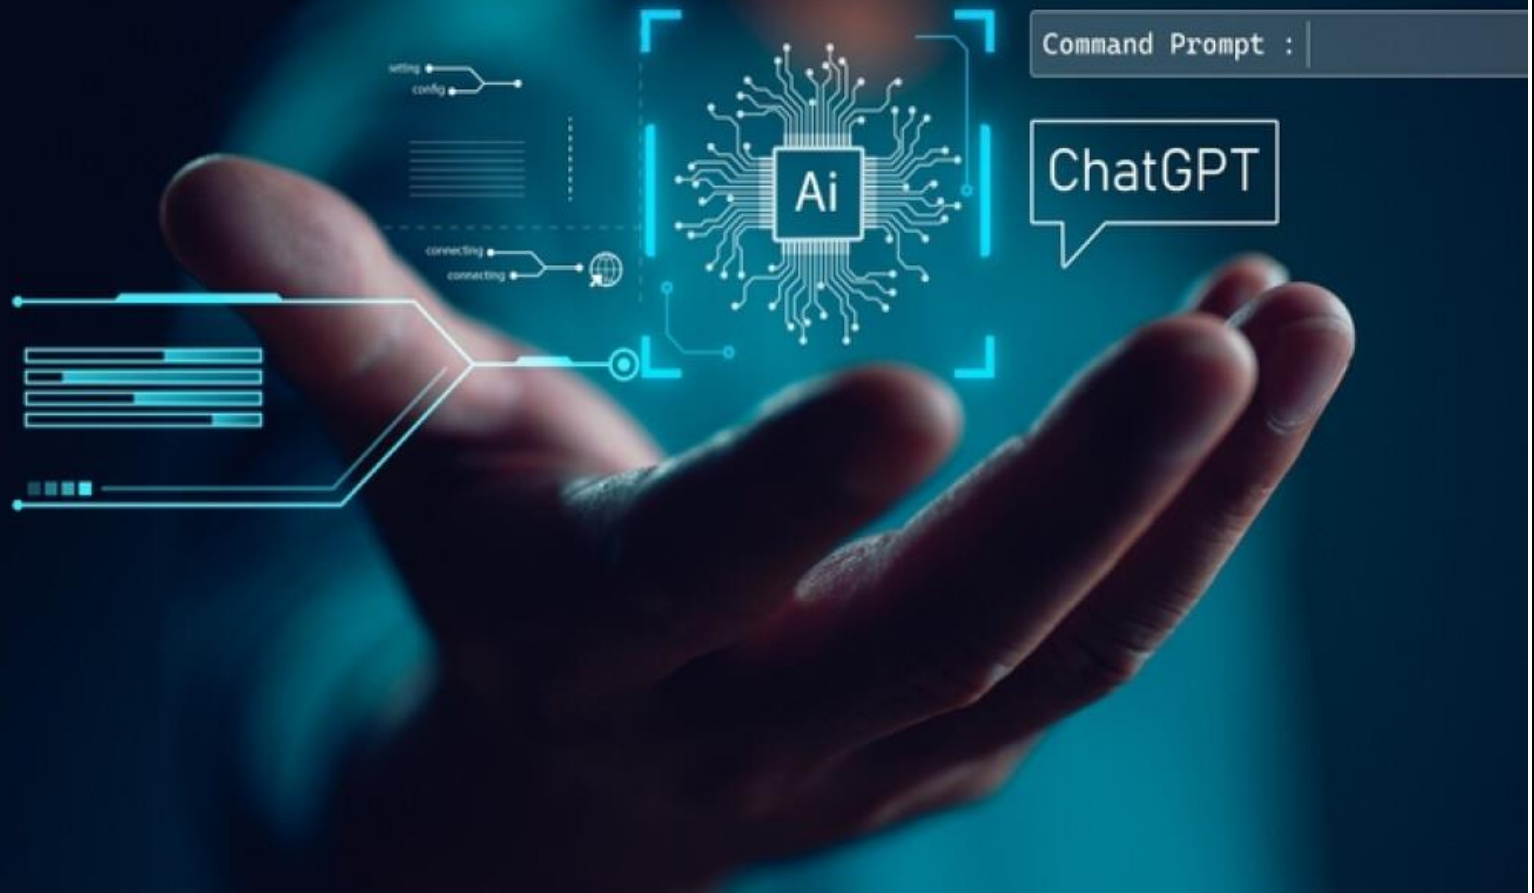 Command Prompt :
setting
config
Ai
ChatGPT
connecting
connecting